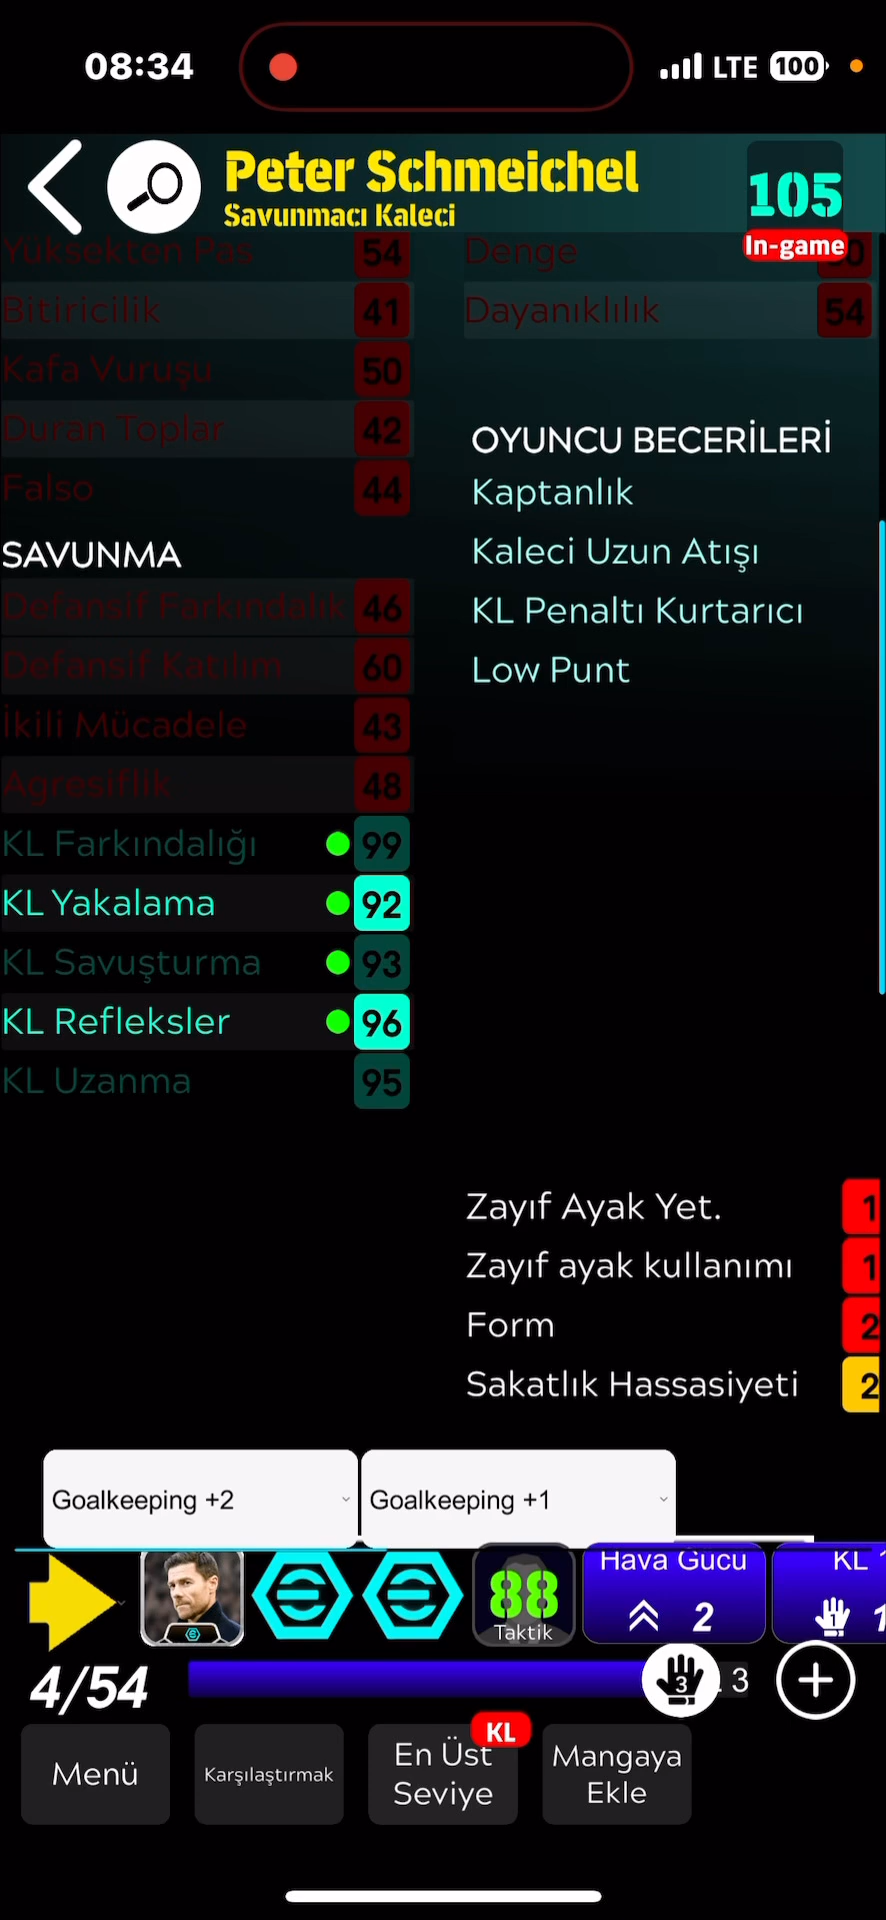 08:34
LTE 100
Peter Schmeichel
Savunmacı Kaleci
105
In-game
Yüksekten Pas 54
Bitiricilik 41
Kafa Vuruşu 50
Duran Toplar 42
Falso 44
SAVUNMA
Defansif Farkındalık 46
Defansif Katılım 60
İkili Mücadele 43
Agresiflik 48
KL Farkındalığı 99
KL Yakalama 92
KL Savuşturma 93
KL Refleksler 96
KL Uzanma 95
Denge
Dayanıklılık 54
OYUNCU BECERİLERİ
Kaptanlık
Kaleci Uzun Atışı
KL Penaltı Kurtarıcı
Low Punt
Zayıf Ayak Yet. 1
Zayıf ayak kullanımı 1
Form 2
Sakatlık Hassasiyeti 2
Goalkeeping +2
Goalkeeping +1
88
Taktik
Hava Gücü
2
KL 1
1
4/54
3
3
Menü
Karşılaştırmak
KL
En Üst
Seviye
Mangaya
Ekle